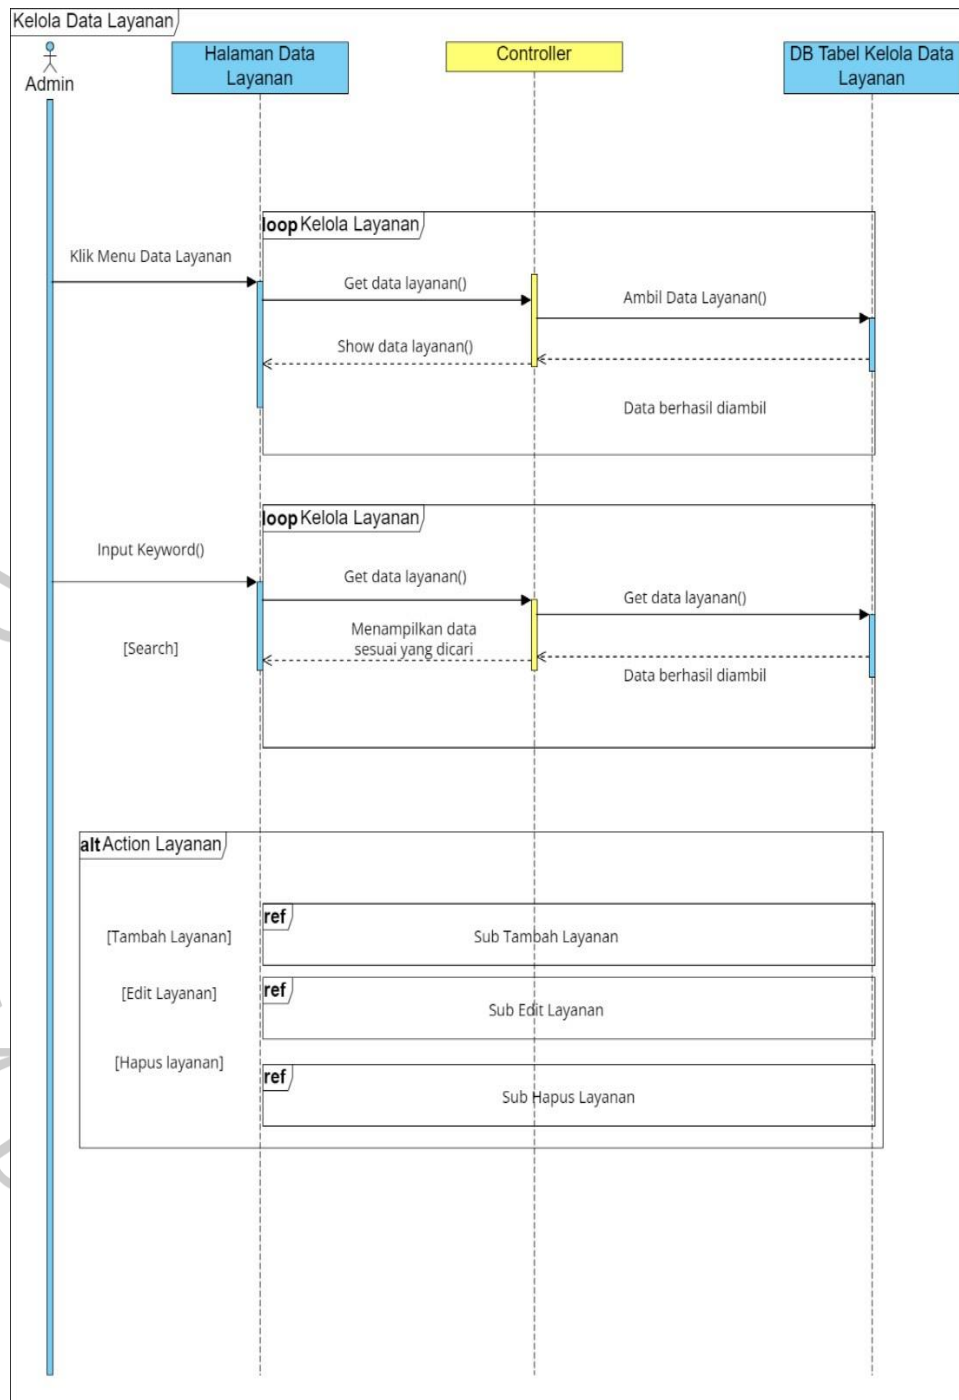 Kelola Data Layanan
Admin
Halaman Data
Layanan
Controller
DB Tabel Kelola Data
Layanan
loop Kelola Layanan
Klik Menu Data Layanan
Get data layanan()
Ambil Data Layanan()
Show data layanan()
Data berhasil diambil
loop Kelola Layanan
Input Keyword()
Get data layanan()
Get data layanan()
[Search]
Menampilkan data
sesuai yang dicari
Data berhasil diambil
alt Action Layanan
ref
[Tambah Layanan]
Sub Tambah Layanan
ref
[Edit Layanan]
Sub Edit Layanan
[Hapus layanan]
ref
Sub Hapus Layanan